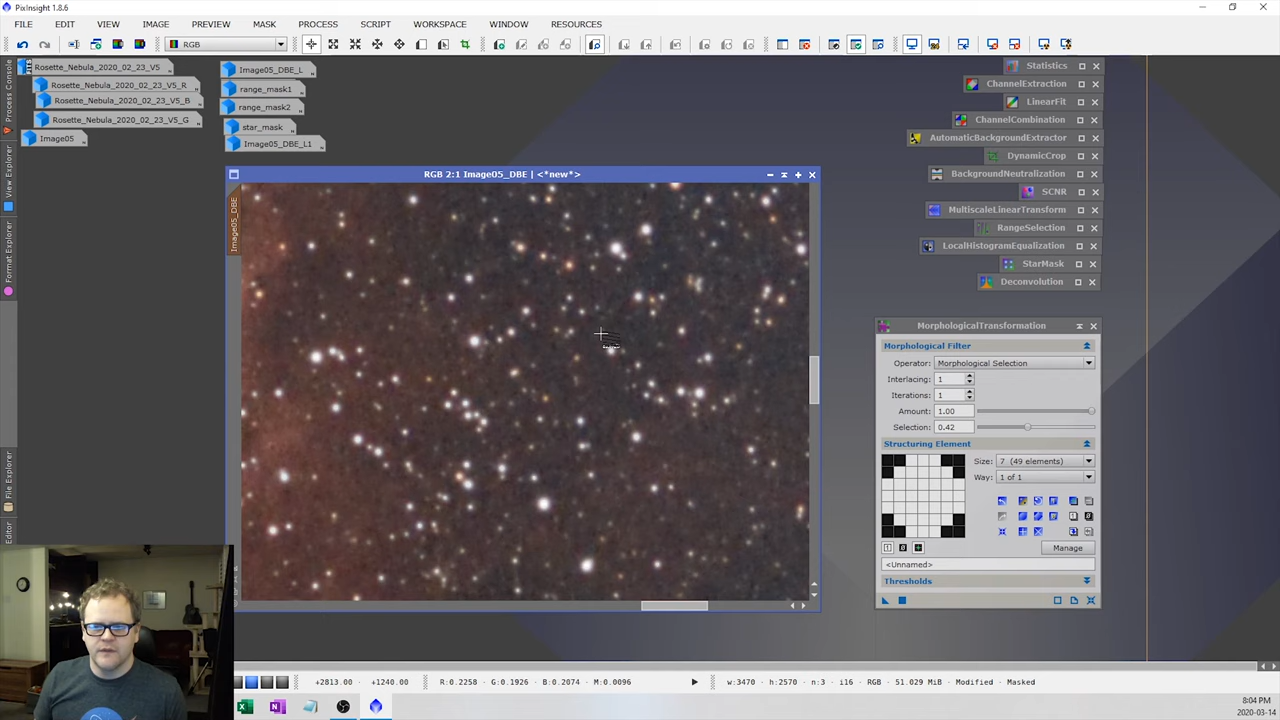 PixInsight 1.8.6
FILE EDIT VIEW IMAGE PREVIEW MASK PROCESS SCRIPT WORKSPACE WINDOW RESOURCES
RGB
Process Console
View Explorer
Format Explorer
File Explorer
Editor
Rosette_Nebula_2020_02_23_V5
Rosette_Nebula_2020_02_23_V5_R
Rosette_Nebula_2020_02_23_V5_B
Rosette_Nebula_2020_02_23_V5_G
Image05
Image05_DBE_L
range_mask1
range_mask2
star_mask
Image05_DBE_L1
RGB 2:1 Image05_DBE | <*new*>
Image05_DBE
Statistics
ChannelExtraction
LinearFit
ChannelCombination
AutomaticBackgroundExtractor
DynamicCrop
BackgroundNeutralization
SCNR
MultiscaleLinearTransform
RangeSelection
LocalHistogramEqualization
StarMask
Deconvolution
MorphologicalTransformation
Morphological Filter
Operator: Morphological Selection
Interlacing: 1
Iterations: 1
Amount: 1.00
Selection: 0.42
Structuring Element
Size: 7 (49 elements)
Way: 1 of 1
Manage
<Unnamed>
Thresholds
+2813.00 +1240.00 R:0.2258 G:0.1926 B:0.2074 M:0.0096 w:3470 h:2570 n:3 i16 RGB 51.029 MiB Modified Masked
8:04 PM
2020-03-14